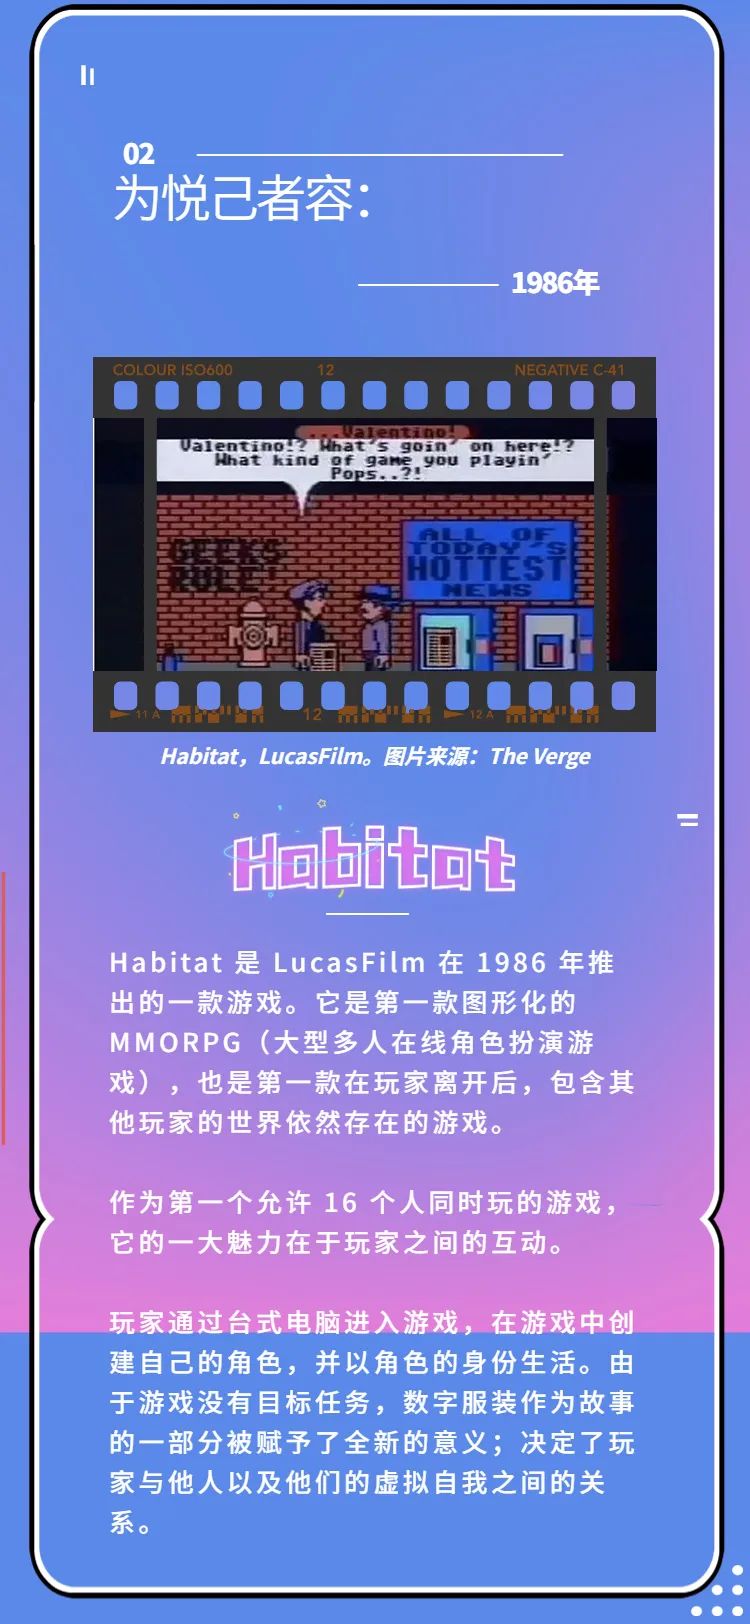 02
为悦己者容：
1986年
COLOUR ISO600 12 NEGATIVE C-41
...Valentino!
Valentino!? What's goin' on here!?
What kind of game you playin'
Pops..?!
GEEKS
RULE!
ALL OF
TODAY'S
HOTTEST
NEWS
11 A 12 12 A
Habitat，LucasFilm。图片来源：The Verge
Habitat
Habitat 是 LucasFilm 在 1986 年推
出的一款游戏。它是第一款图形化的
MMORPG（大型多人在线角色扮演游
戏），也是第一款在玩家离开后，包含其
他玩家的世界依然存在的游戏。
作为第一个允许 16 个人同时玩的游戏，
它的一大魅力在于玩家之间的互动。
玩家通过台式电脑进入游戏，在游戏中创
建自己的角色，并以角色的身份生活。由
于游戏没有目标任务，数字服装作为故事
的一部分被赋予了全新的意义；决定了玩
家与他人以及他们的虚拟自我之间的关
系。